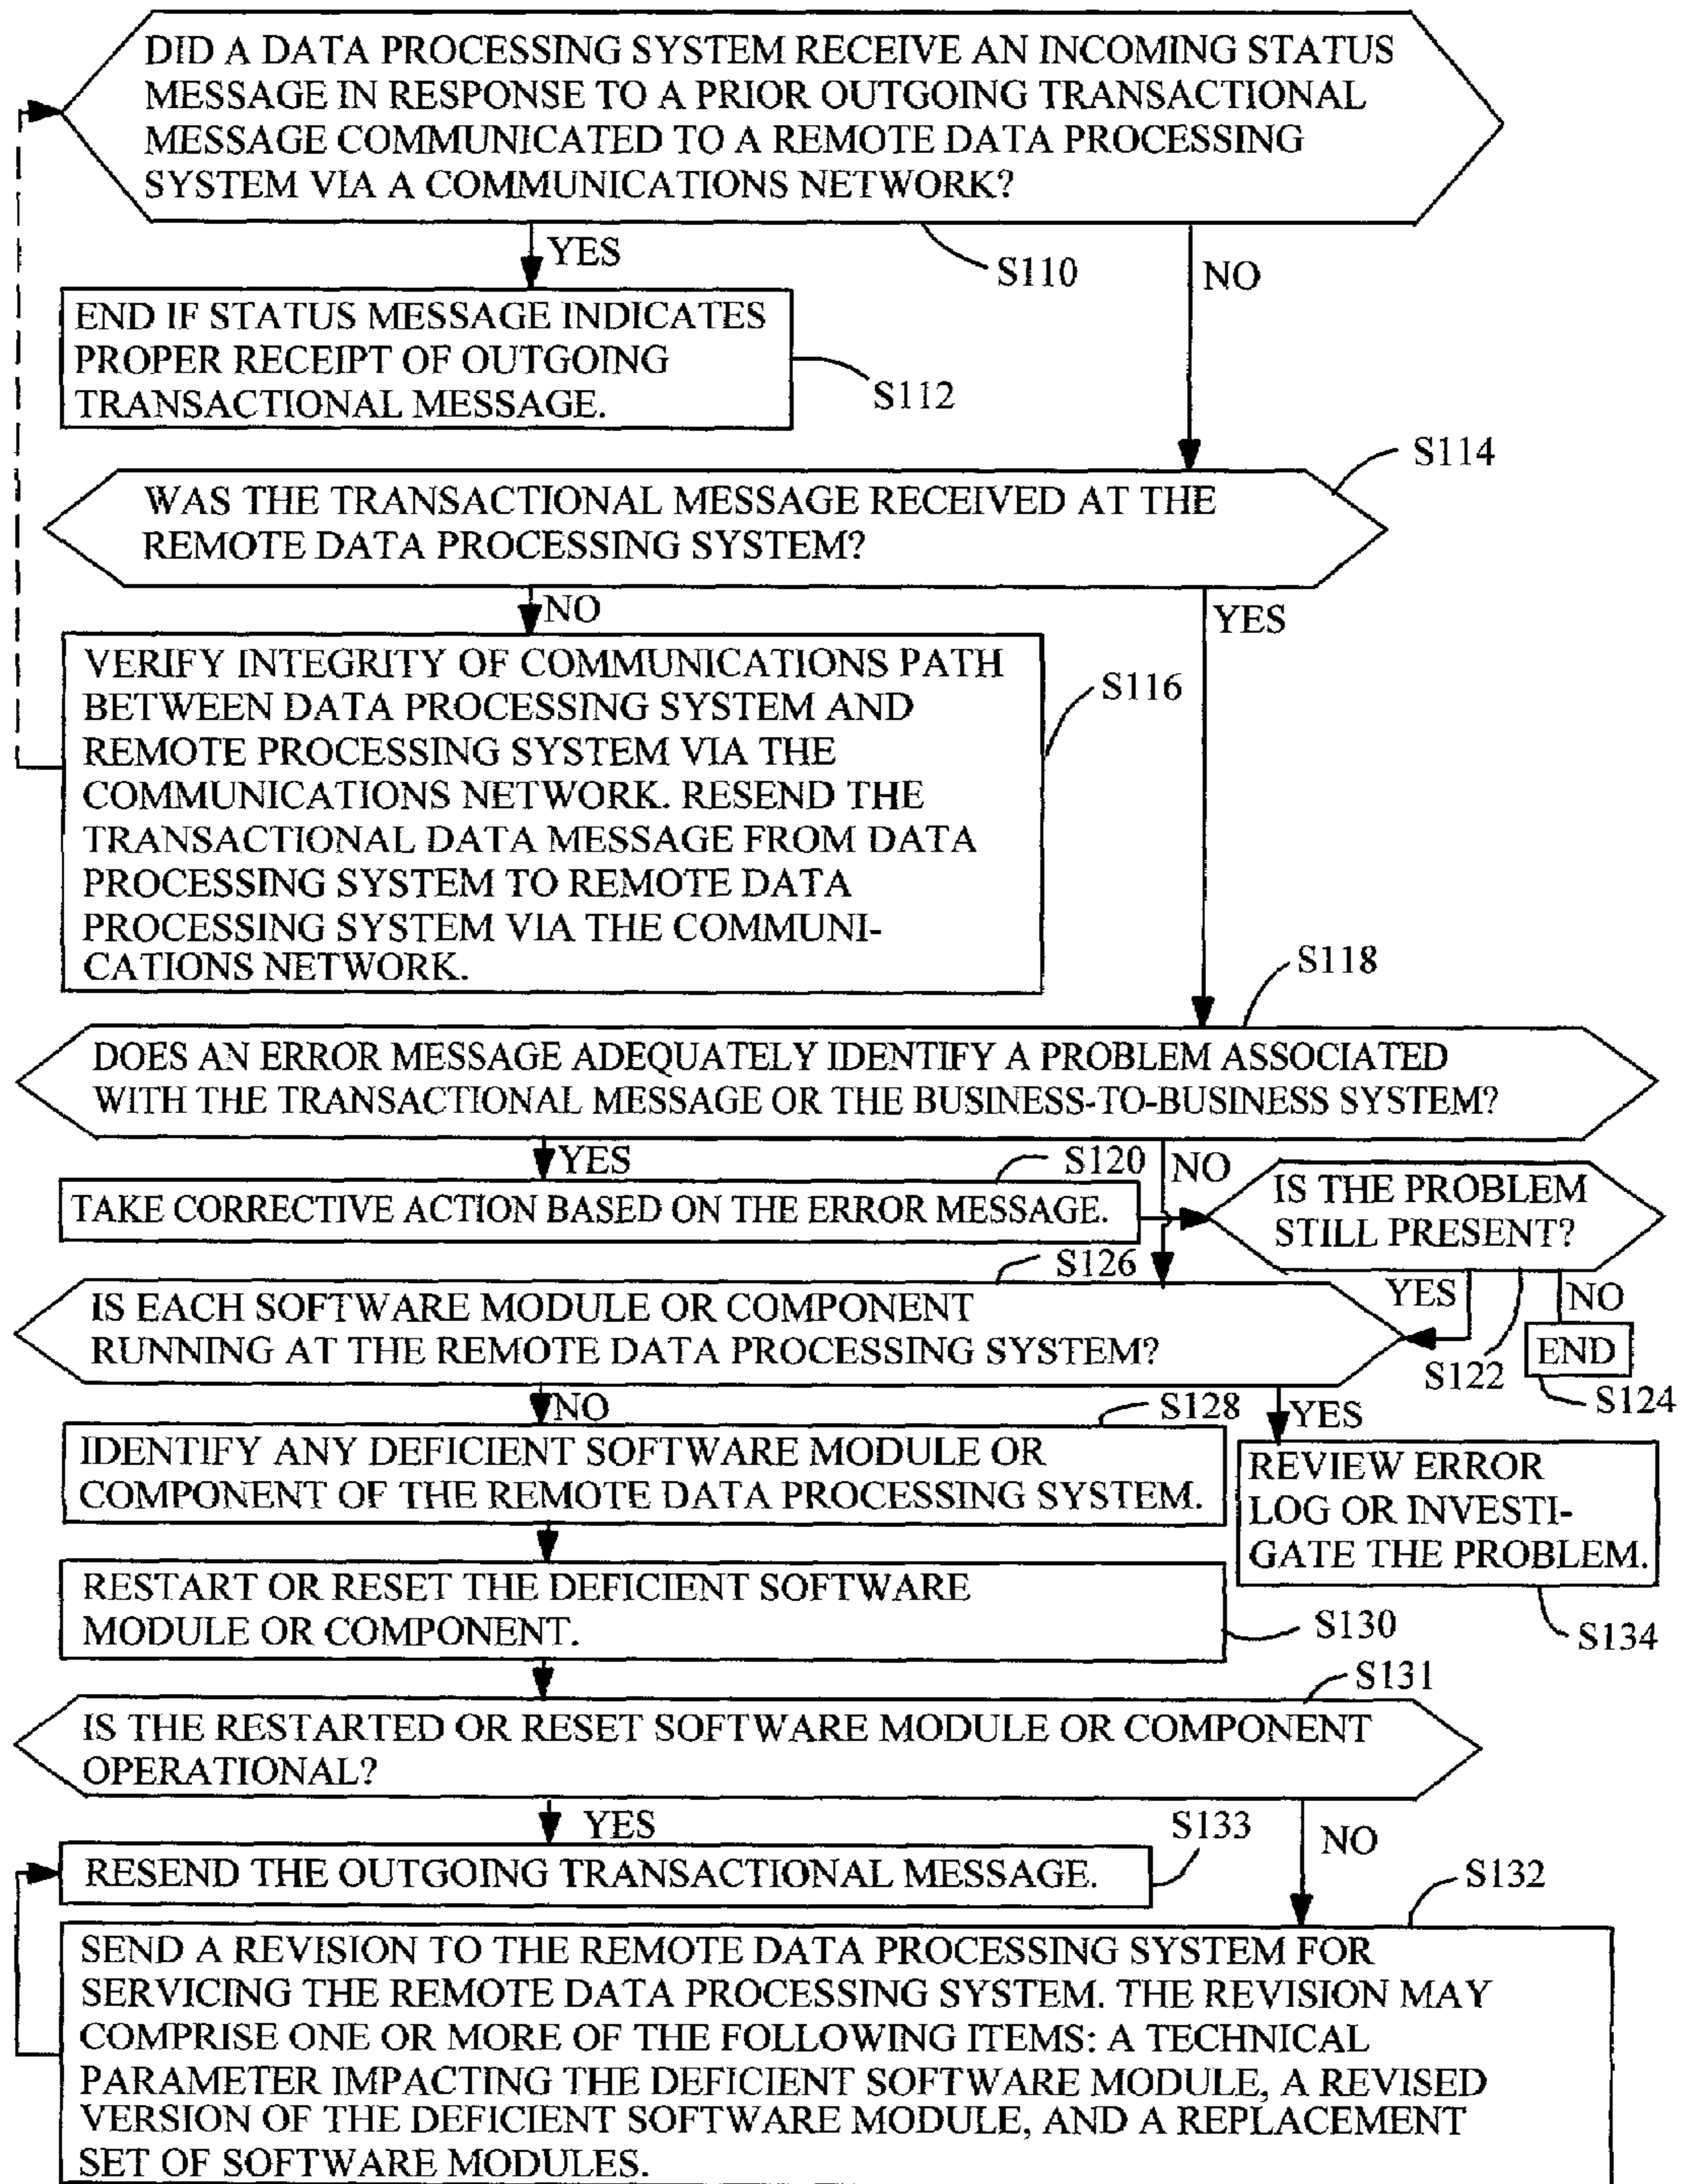 DID A DATA PROCESSING SYSTEM RECEIVE AN INCOMING STATUS
MESSAGE IN RESPONSE TO A PRIOR OUTGOING TRANSACTIONAL
MESSAGE COMMUNICATED TO A REMOTE DATA PROCESSING
SYSTEM VIA A COMMUNICATIONS NETWORK?
YES
S110
NO
END IF STATUS MESSAGE INDICATES
PROPER RECEIPT OF OUTGOING
TRANSACTIONAL MESSAGE.
S112
S114
WAS THE TRANSACTIONAL MESSAGE RECEIVED AT THE
REMOTE DATA PROCESSING SYSTEM?
NO
YES
VERIFY INTEGRITY OF COMMUNICATIONS PATH
BETWEEN DATA PROCESSING SYSTEM AND
REMOTE PROCESSING SYSTEM VIA THE
COMMUNICATIONS NETWORK. RESEND THE
TRANSACTIONAL DATA MESSAGE FROM DATA
PROCESSING SYSTEM TO REMOTE DATA
PROCESSING SYSTEM VIA THE COMMUNI-
CATIONS NETWORK.
S116
S118
DOES AN ERROR MESSAGE ADEQUATELY IDENTIFY A PROBLEM ASSOCIATED
WITH THE TRANSACTIONAL MESSAGE OR THE BUSINESS-TO-BUSINESS SYSTEM?
YES
S120
NO
TAKE CORRECTIVE ACTION BASED ON THE ERROR MESSAGE.
IS THE PROBLEM
STILL PRESENT?
S126
YES
NO
IS EACH SOFTWARE MODULE OR COMPONENT
RUNNING AT THE REMOTE DATA PROCESSING SYSTEM?
END
S122
S124
NO
S128
YES
IDENTIFY ANY DEFICIENT SOFTWARE MODULE OR
COMPONENT OF THE REMOTE DATA PROCESSING SYSTEM.
REVIEW ERROR
LOG OR INVESTI-
GATE THE PROBLEM.
RESTART OR RESET THE DEFICIENT SOFTWARE
MODULE OR COMPONENT.
S130
S134
S131
IS THE RESTARTED OR RESET SOFTWARE MODULE OR COMPONENT
OPERATIONAL?
YES
S133
NO
RESEND THE OUTGOING TRANSACTIONAL MESSAGE.
S132
SEND A REVISION TO THE REMOTE DATA PROCESSING SYSTEM FOR
SERVICING THE REMOTE DATA PROCESSING SYSTEM. THE REVISION MAY
COMPRISE ONE OR MORE OF THE FOLLOWING ITEMS: A TECHNICAL
PARAMETER IMPACTING THE DEFICIENT SOFTWARE MODULE, A REVISED
VERSION OF THE DEFICIENT SOFTWARE MODULE, AND A REPLACEMENT
SET OF SOFTWARE MODULES.